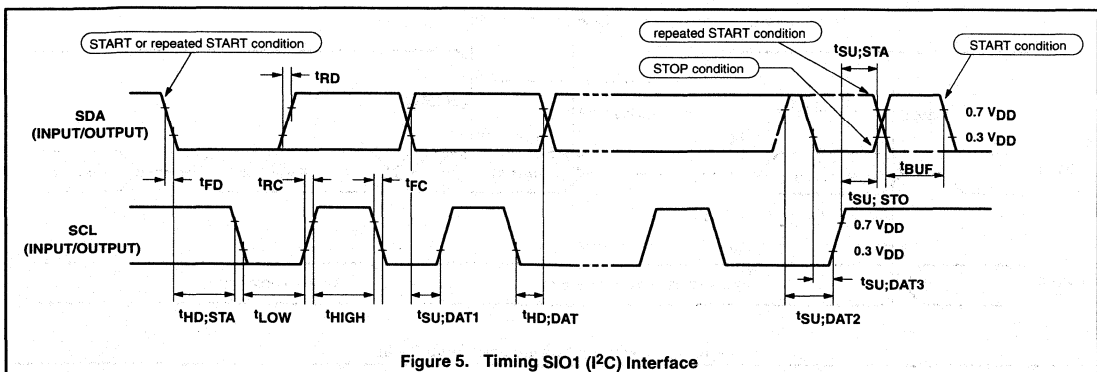 START or repeated START condition
repeated START condition
tSU;STA
START condition
STOP condition
tRD
SDA
(INPUT/OUTPUT)
0.7 VDD
0.3 VDD
tFD
tRC
tFC
tBUF
tSU; STO
SCL
(INPUT/OUTPUT)
0.7 VDD
0.3 VDD
tSU;DAT3
tHD;STA
tLOW
tHIGH
tSU;DAT1
tHD;DAT
tSU;DAT2
Figure 5. Timing SIO1 (I2C) Interface